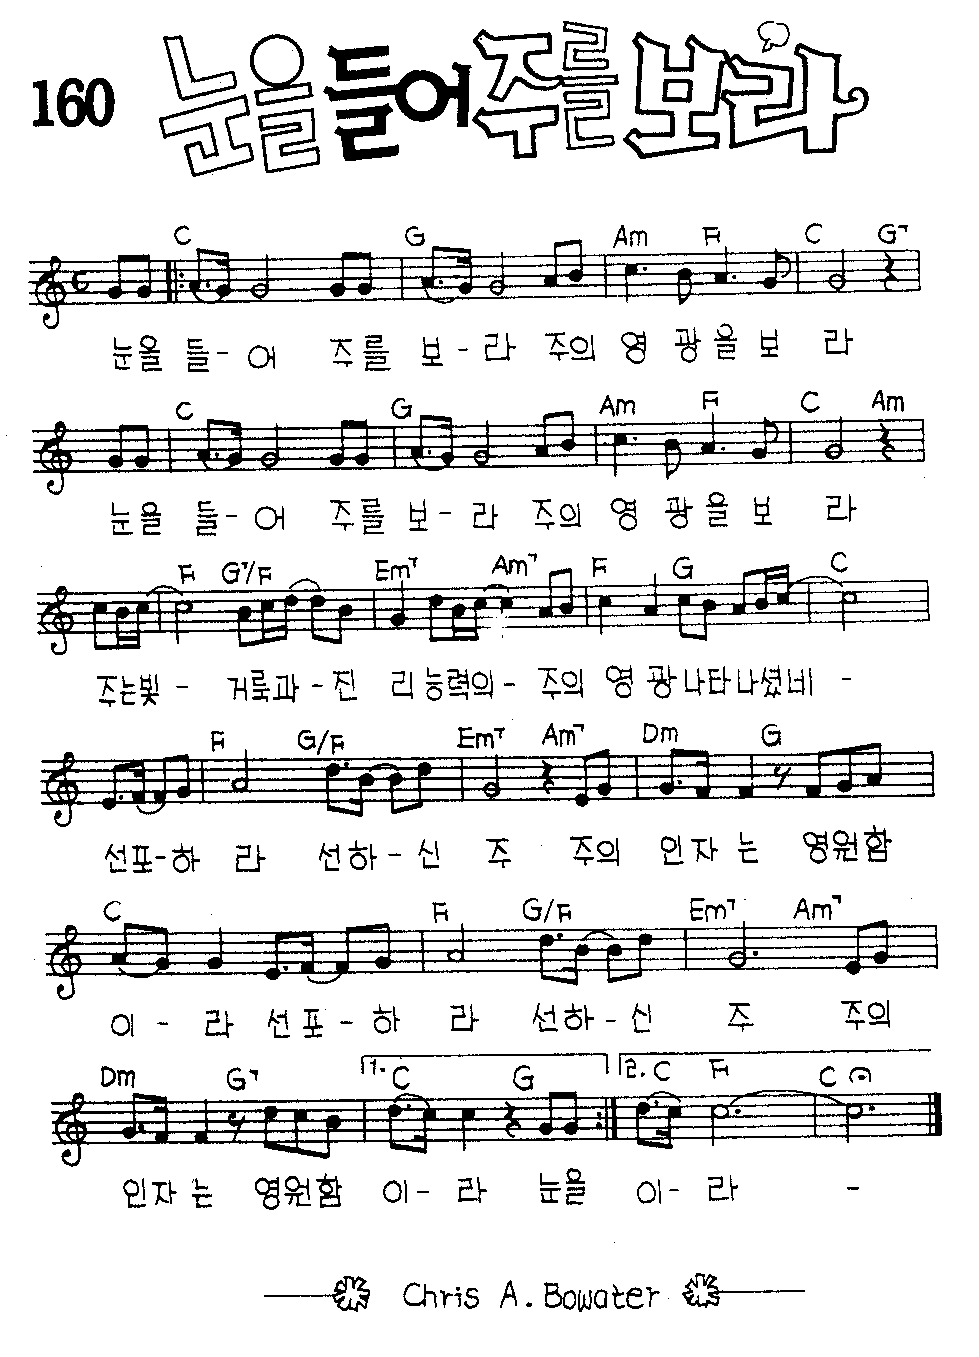 160 눈을 들어 주를 보라
C G Am F C G7
눈을 들- 어 주를 보 - 라 주의 영 광을 보 라
C G Am F C Am
눈을 들- 어 주를 보 - 라 주의 영 광을 보 라
F G7/F Em7 Am7 F G C
주는빛 - 거룩과 - 진 리 능력의- 주의 영 광 나타나셨네 -
F G/F Em7 Am7 Dm G
선포-하 라 선하 - 신 주 주의 인자 는 영원함
C F G/F Em7 Am7
이 - 라 선포 - 하 라 선하 - 신 주 주의
Dm G7 1. C G 2. C F C
인자 는 영원함 이- 라 눈을 이- 라 -
Chris A. Bowater